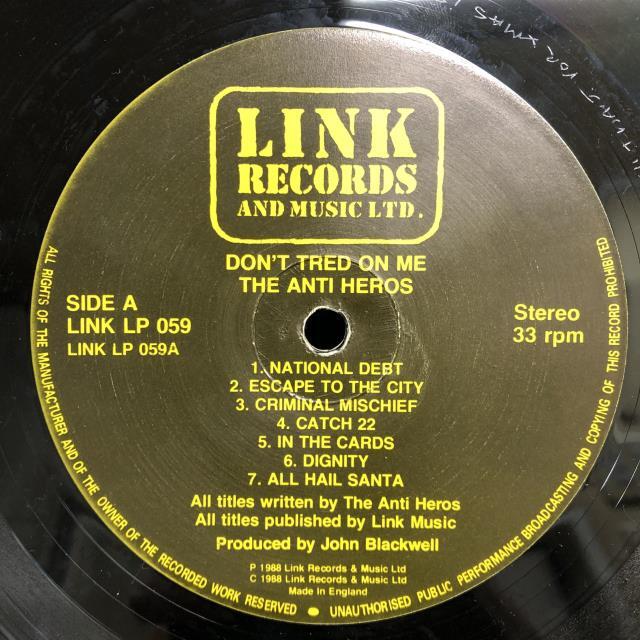 LINK
RECORDS
AND MUSIC LTD.
DON'T TRED ON ME
THE ANTI HEROS
SIDE A
LINK LP 059
LINK LP 059A
Stereo
33 rpm
1. NATIONAL DEBT
2. ESCAPE TO THE CITY
3. CRIMINAL MISCHIEF
4. CATCH 22
5. IN THE CARDS
6. DIGNITY
7. ALL HAIL SANTA
All titles written by The Anti Heros
All titles published by Link Music
Produced by John Blackwell
P 1988 Link Records & Music Ltd
C 1988 Link Records & Music Ltd
Made in England
ALL RIGHTS OF THE MANUFACTURER AND OF THE OWNER OF THE RECORDED WORK RESERVED ● UNAUTHORISED PUBLIC PERFORMANCE BROADCASTING AND COPYING OF THIS RECORD PROHIBITED
FOR XMAS